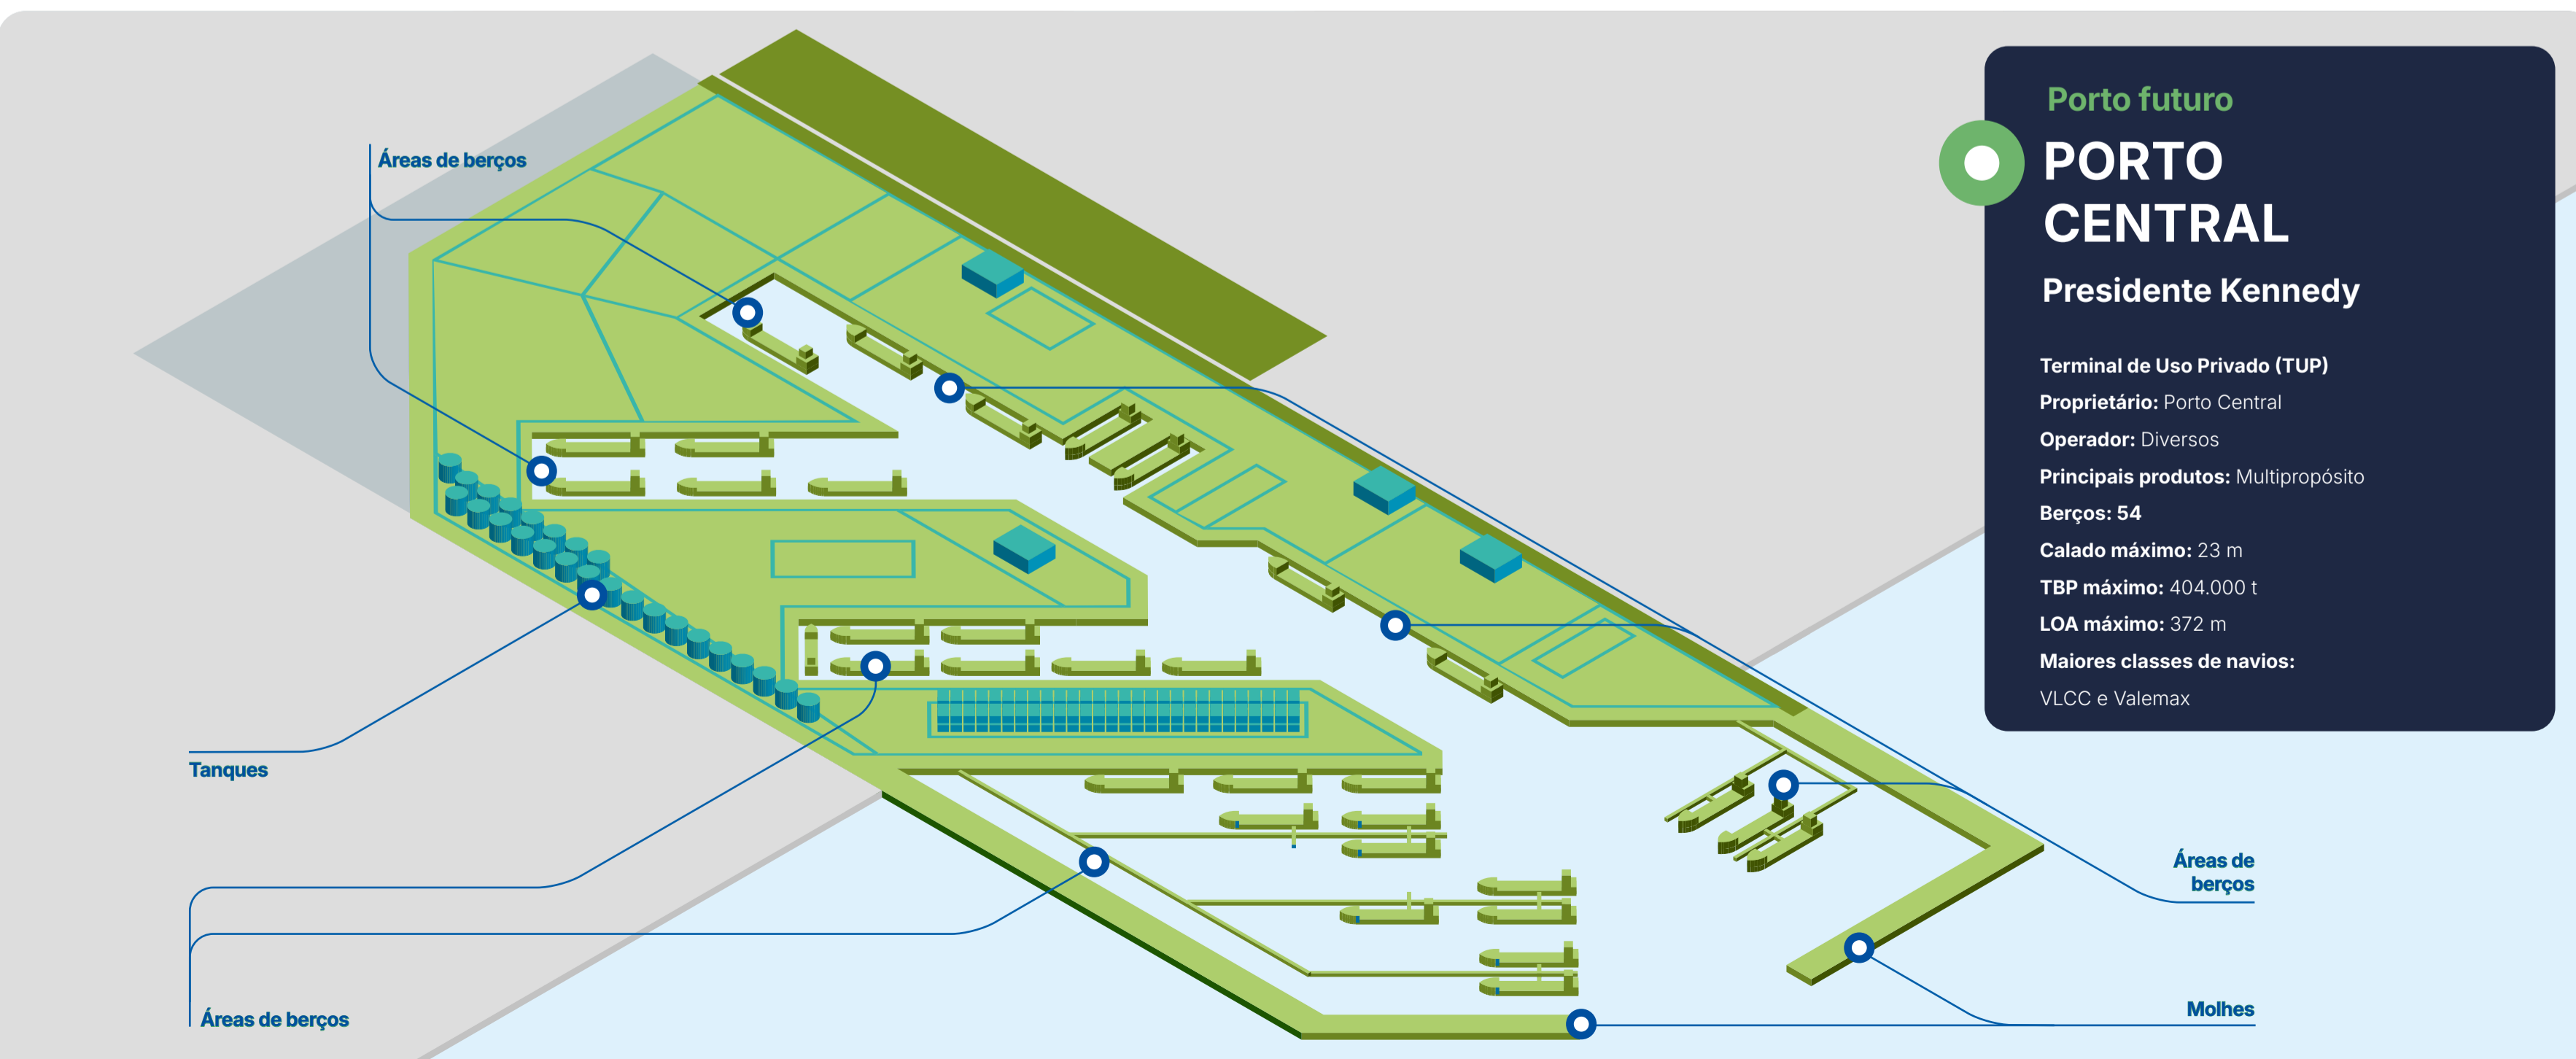 Áreas de berços
Tanques
Áreas de berços
Porto futuro
PORTO
CENTRAL
Presidente Kennedy
Terminal de Uso Privado (TUP)
Proprietário: Porto Central
Operador: Diversos
Principais produtos: Multipropósito
Berços: 54
Calado máximo: 23 m
TBP máximo: 404.000 t
LOA máximo: 372 m
Maiores classes de navios:
VLCC e Valemax
Áreas de
berços
Molhes